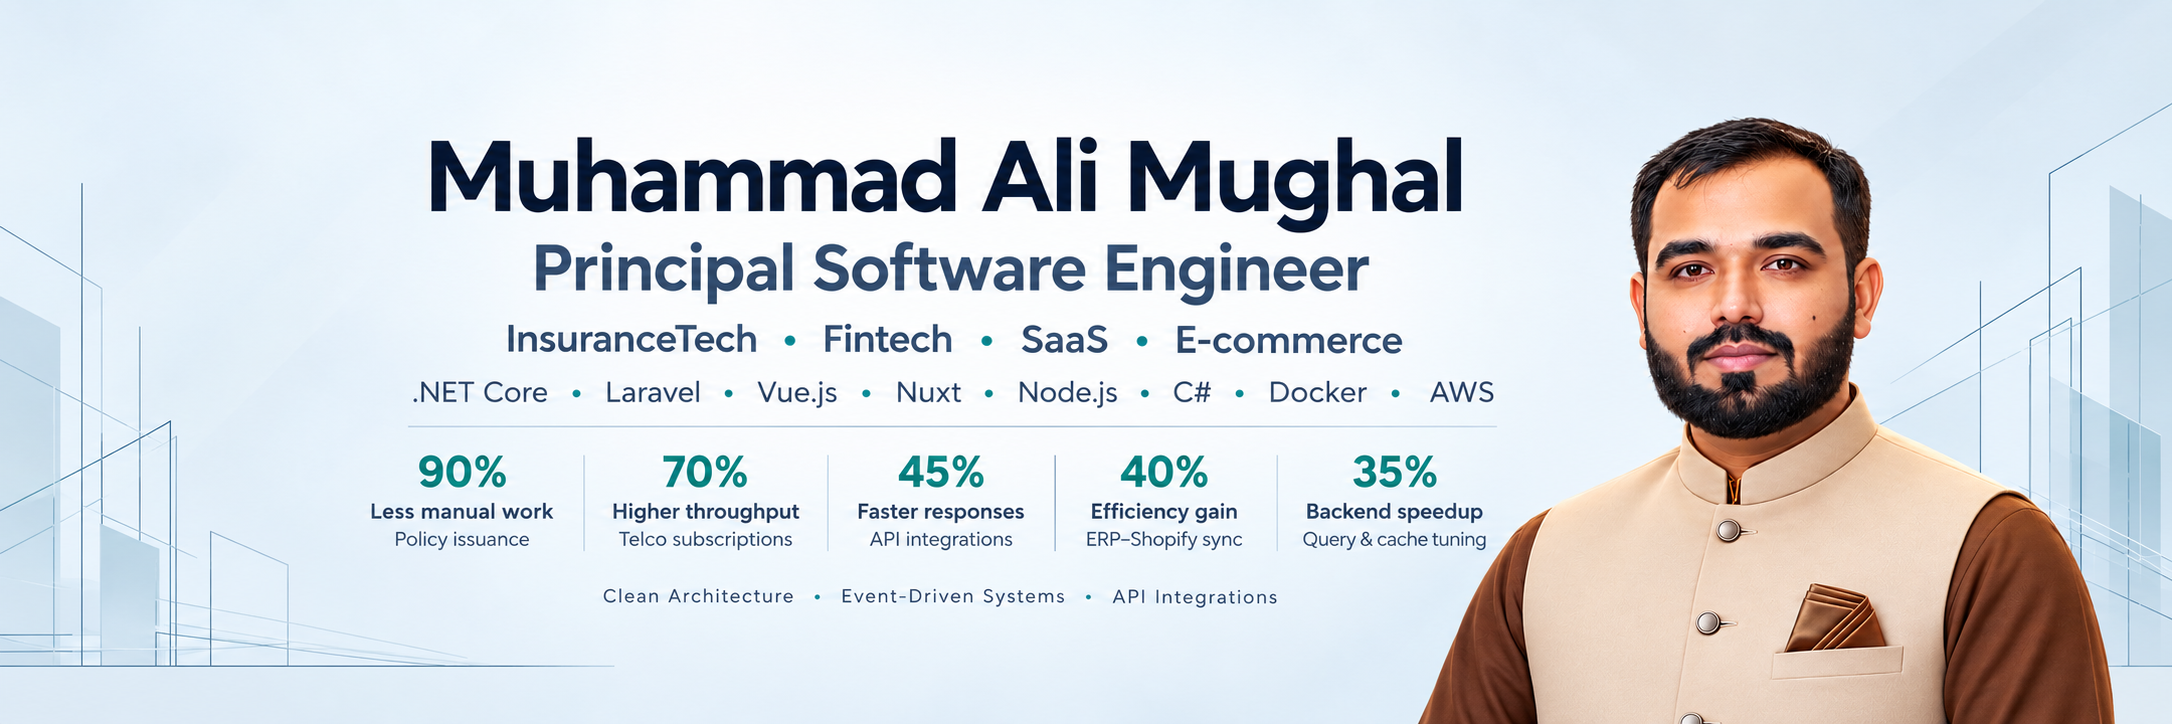 Muhammad Ali Mughal
Principal Software Engineer
InsuranceTech • Fintech • SaaS • E-commerce
.NET Core • Laravel • Vue.js • Nuxt • Node.js • C# • Docker • AWS
90% 70% 45% 40% 35%
Less manual work Higher throughput Faster responses Efficiency gain Backend speedup
Policy issuance Telco subscriptions API integrations ERP–Shopify sync Query & cache tuning
Clean Architecture • Event-Driven Systems • API Integrations